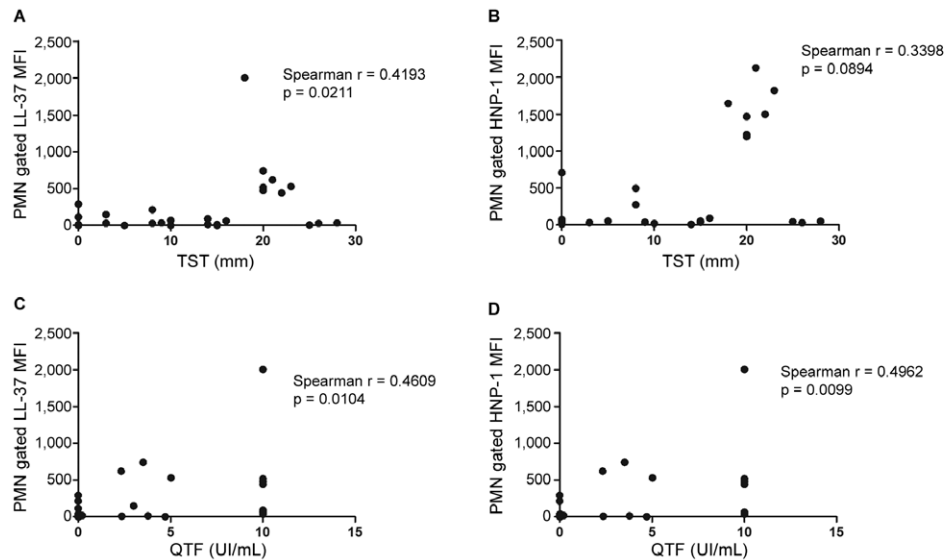 A
PMN gated LL-37 MFI
2,500
2,000
1,500
1,000
500
0
Spearman r = 0.4193
p = 0.0211
0
10
20
30
TST (mm)
B
PMN gated HNP-1 MFI
2,500
2,000
1,500
1,000
500
0
Spearman r = 0.3398
p = 0.0894
0
10
20
30
TST (mm)
C
PMN gated LL-37 MFI
2,500
2,000
1,500
1,000
500
0
Spearman r = 0.4609
p = 0.0104
0
5
10
15
QTF (UI/mL)
D
PMN gated HNP-1 MFI
2,500
2,000
1,500
1,000
500
0
Spearman r = 0.4962
p = 0.0099
0
5
10
15
QTF (UI/mL)